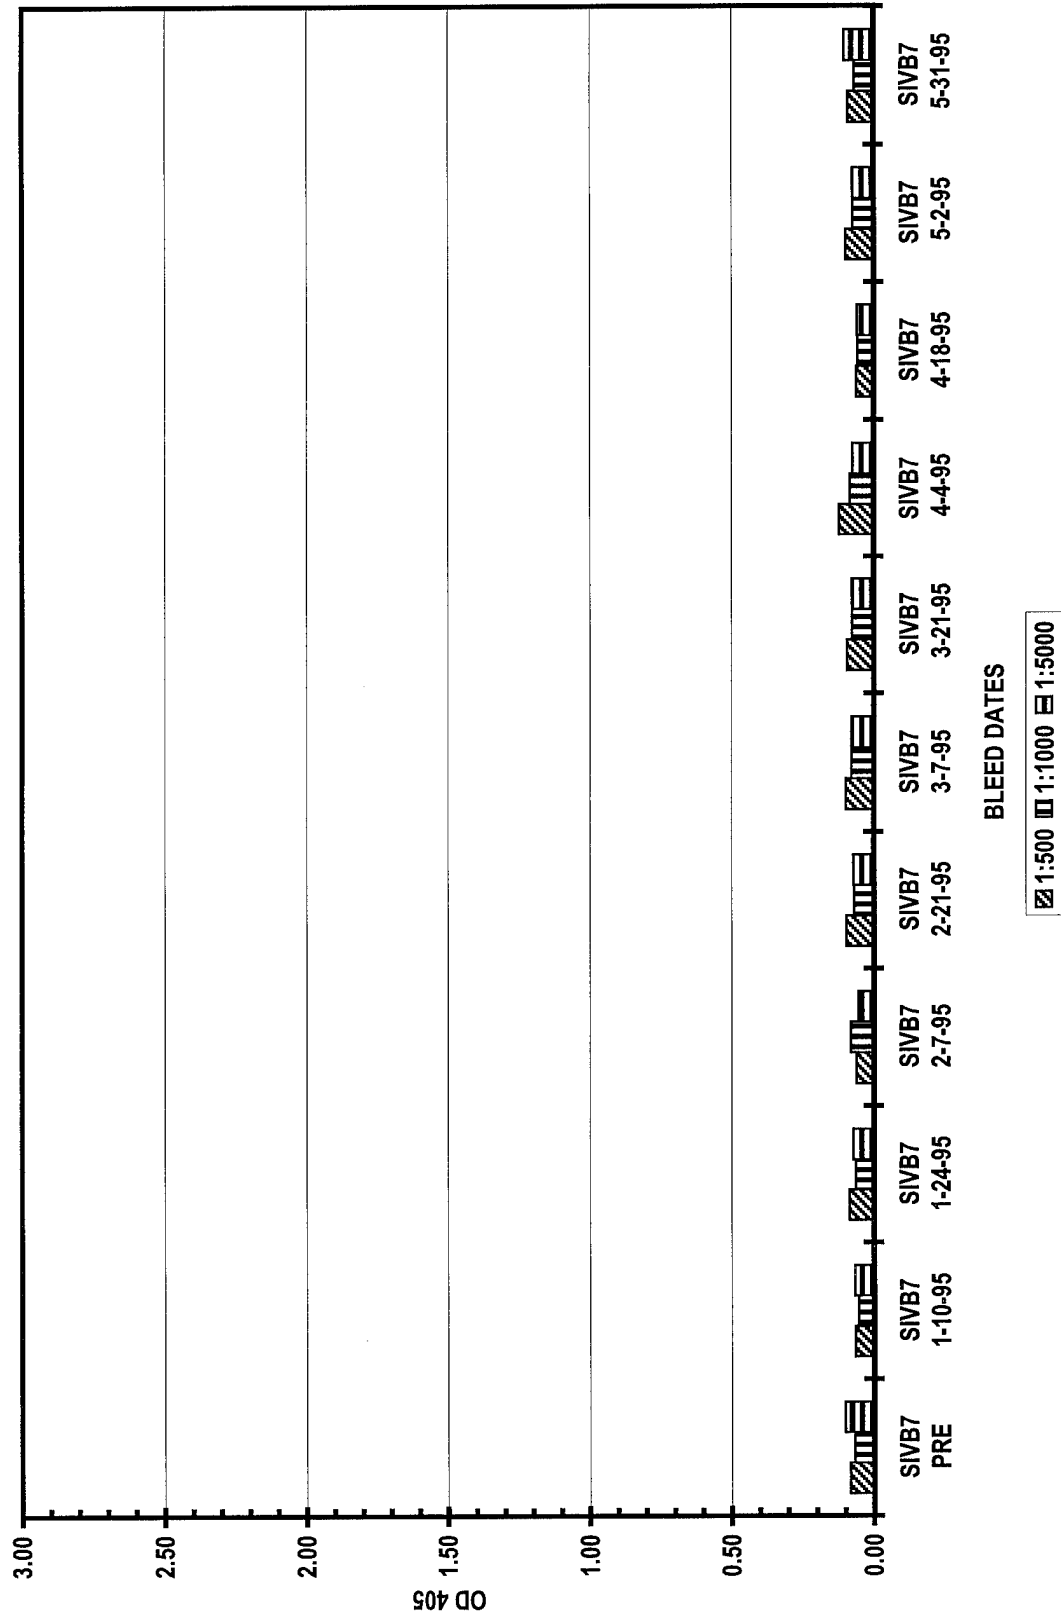 3.00
2.50
2.00
1.50
1.00
0.50
0.00
OD 405
SIVB7
PRE
SIVB7
1-10-95
SIVB7
1-24-95
SIVB7
2-7-95
SIVB7
2-21-95
SIVB7
3-7-95
SIVB7
3-21-95
SIVB7
4-4-95
SIVB7
4-18-95
SIVB7
5-2-95
SIVB7
5-31-95
BLEED DATES
1:500 1:1000 1:5000